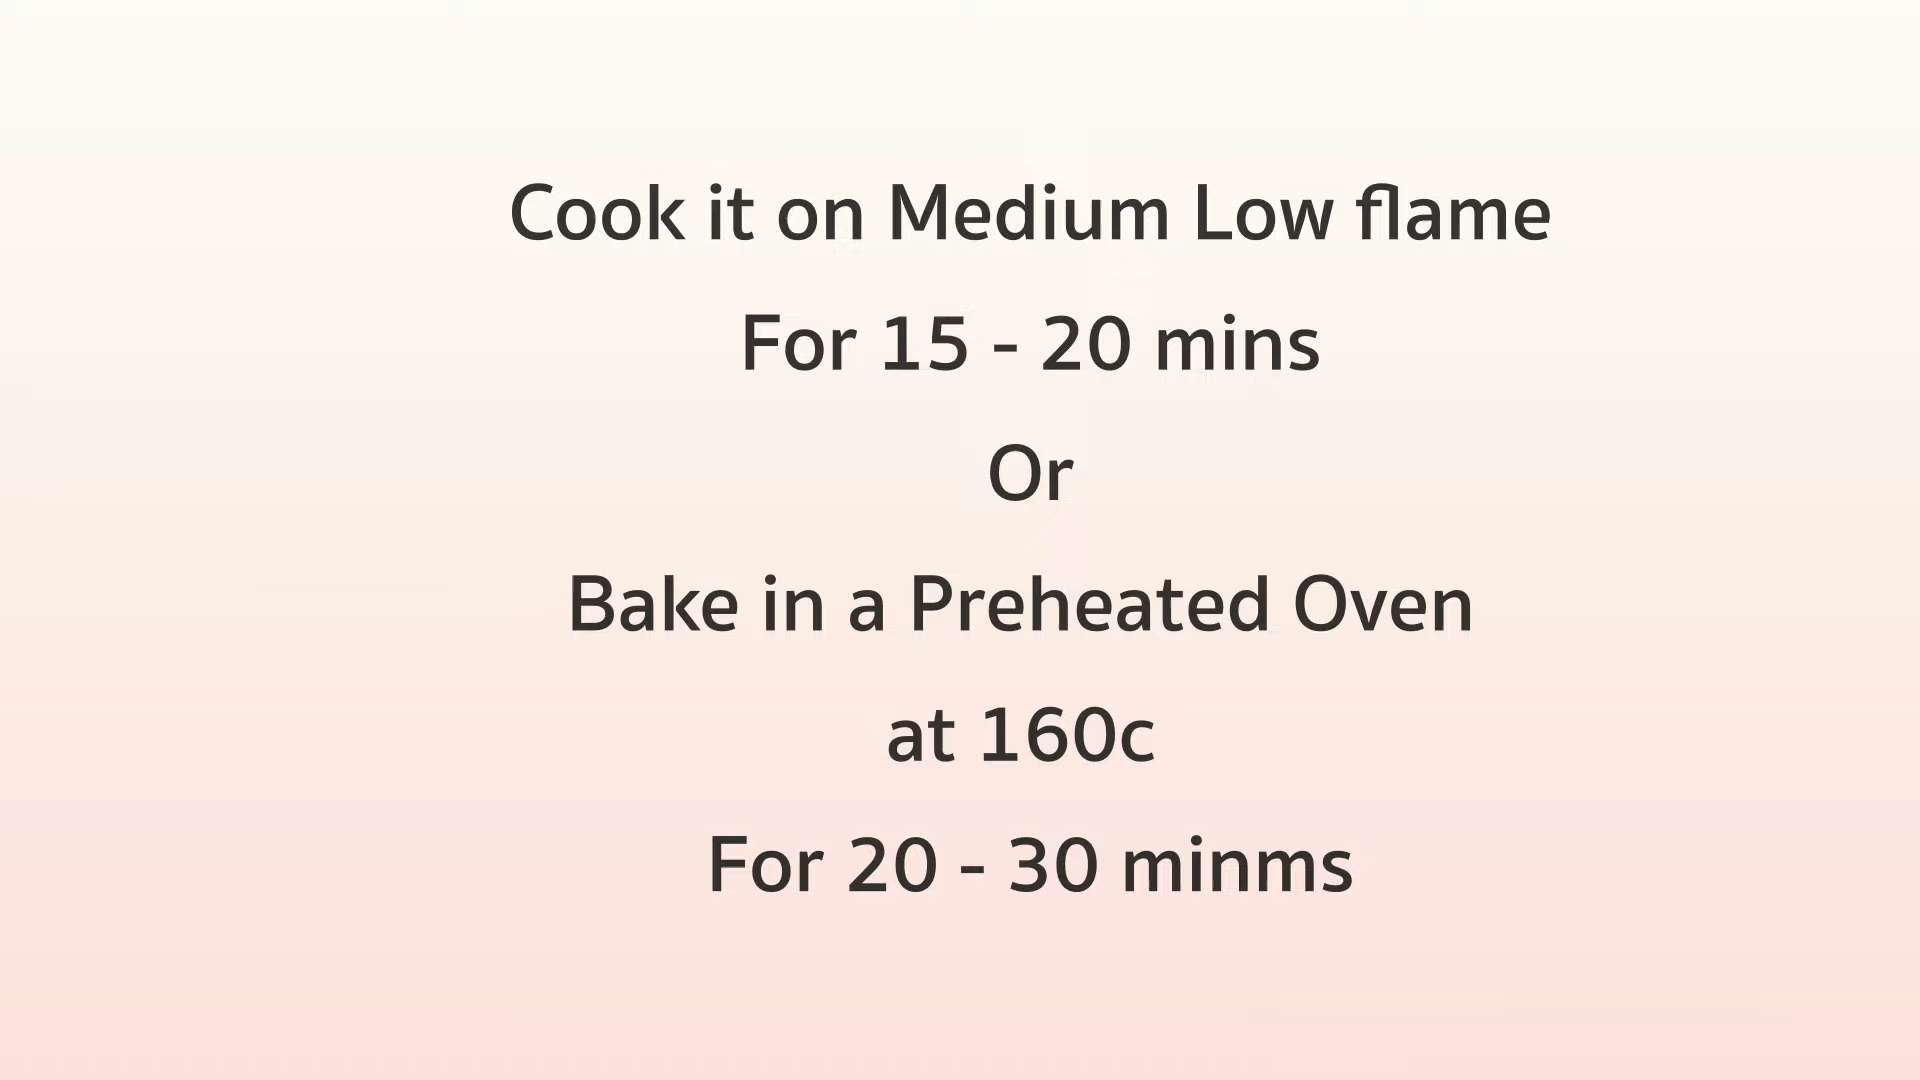 Cook it on Medium Low flame
For 15 - 20 mins
Or
Bake in a Preheated Oven
at 160c
For 20 - 30 minms